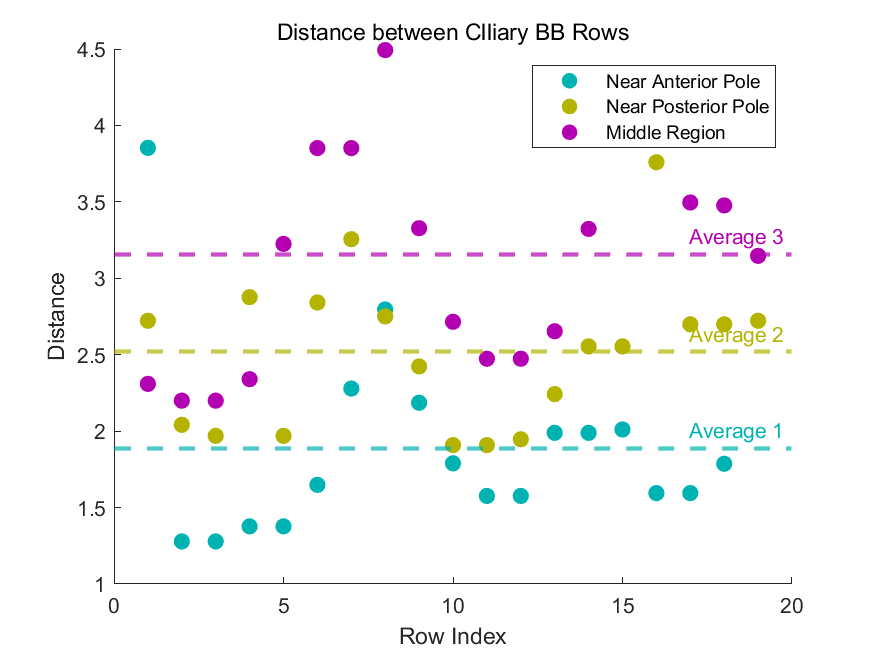 Distance between CIliary BB Rows
Near Anterior Pole
Near Posterior Pole
Middle Region
4.5
4
3.5
3
2.5
2
1.5
1
Average 3
Average 2
Average 1
Distance
0 5 10 15 20
Row Index